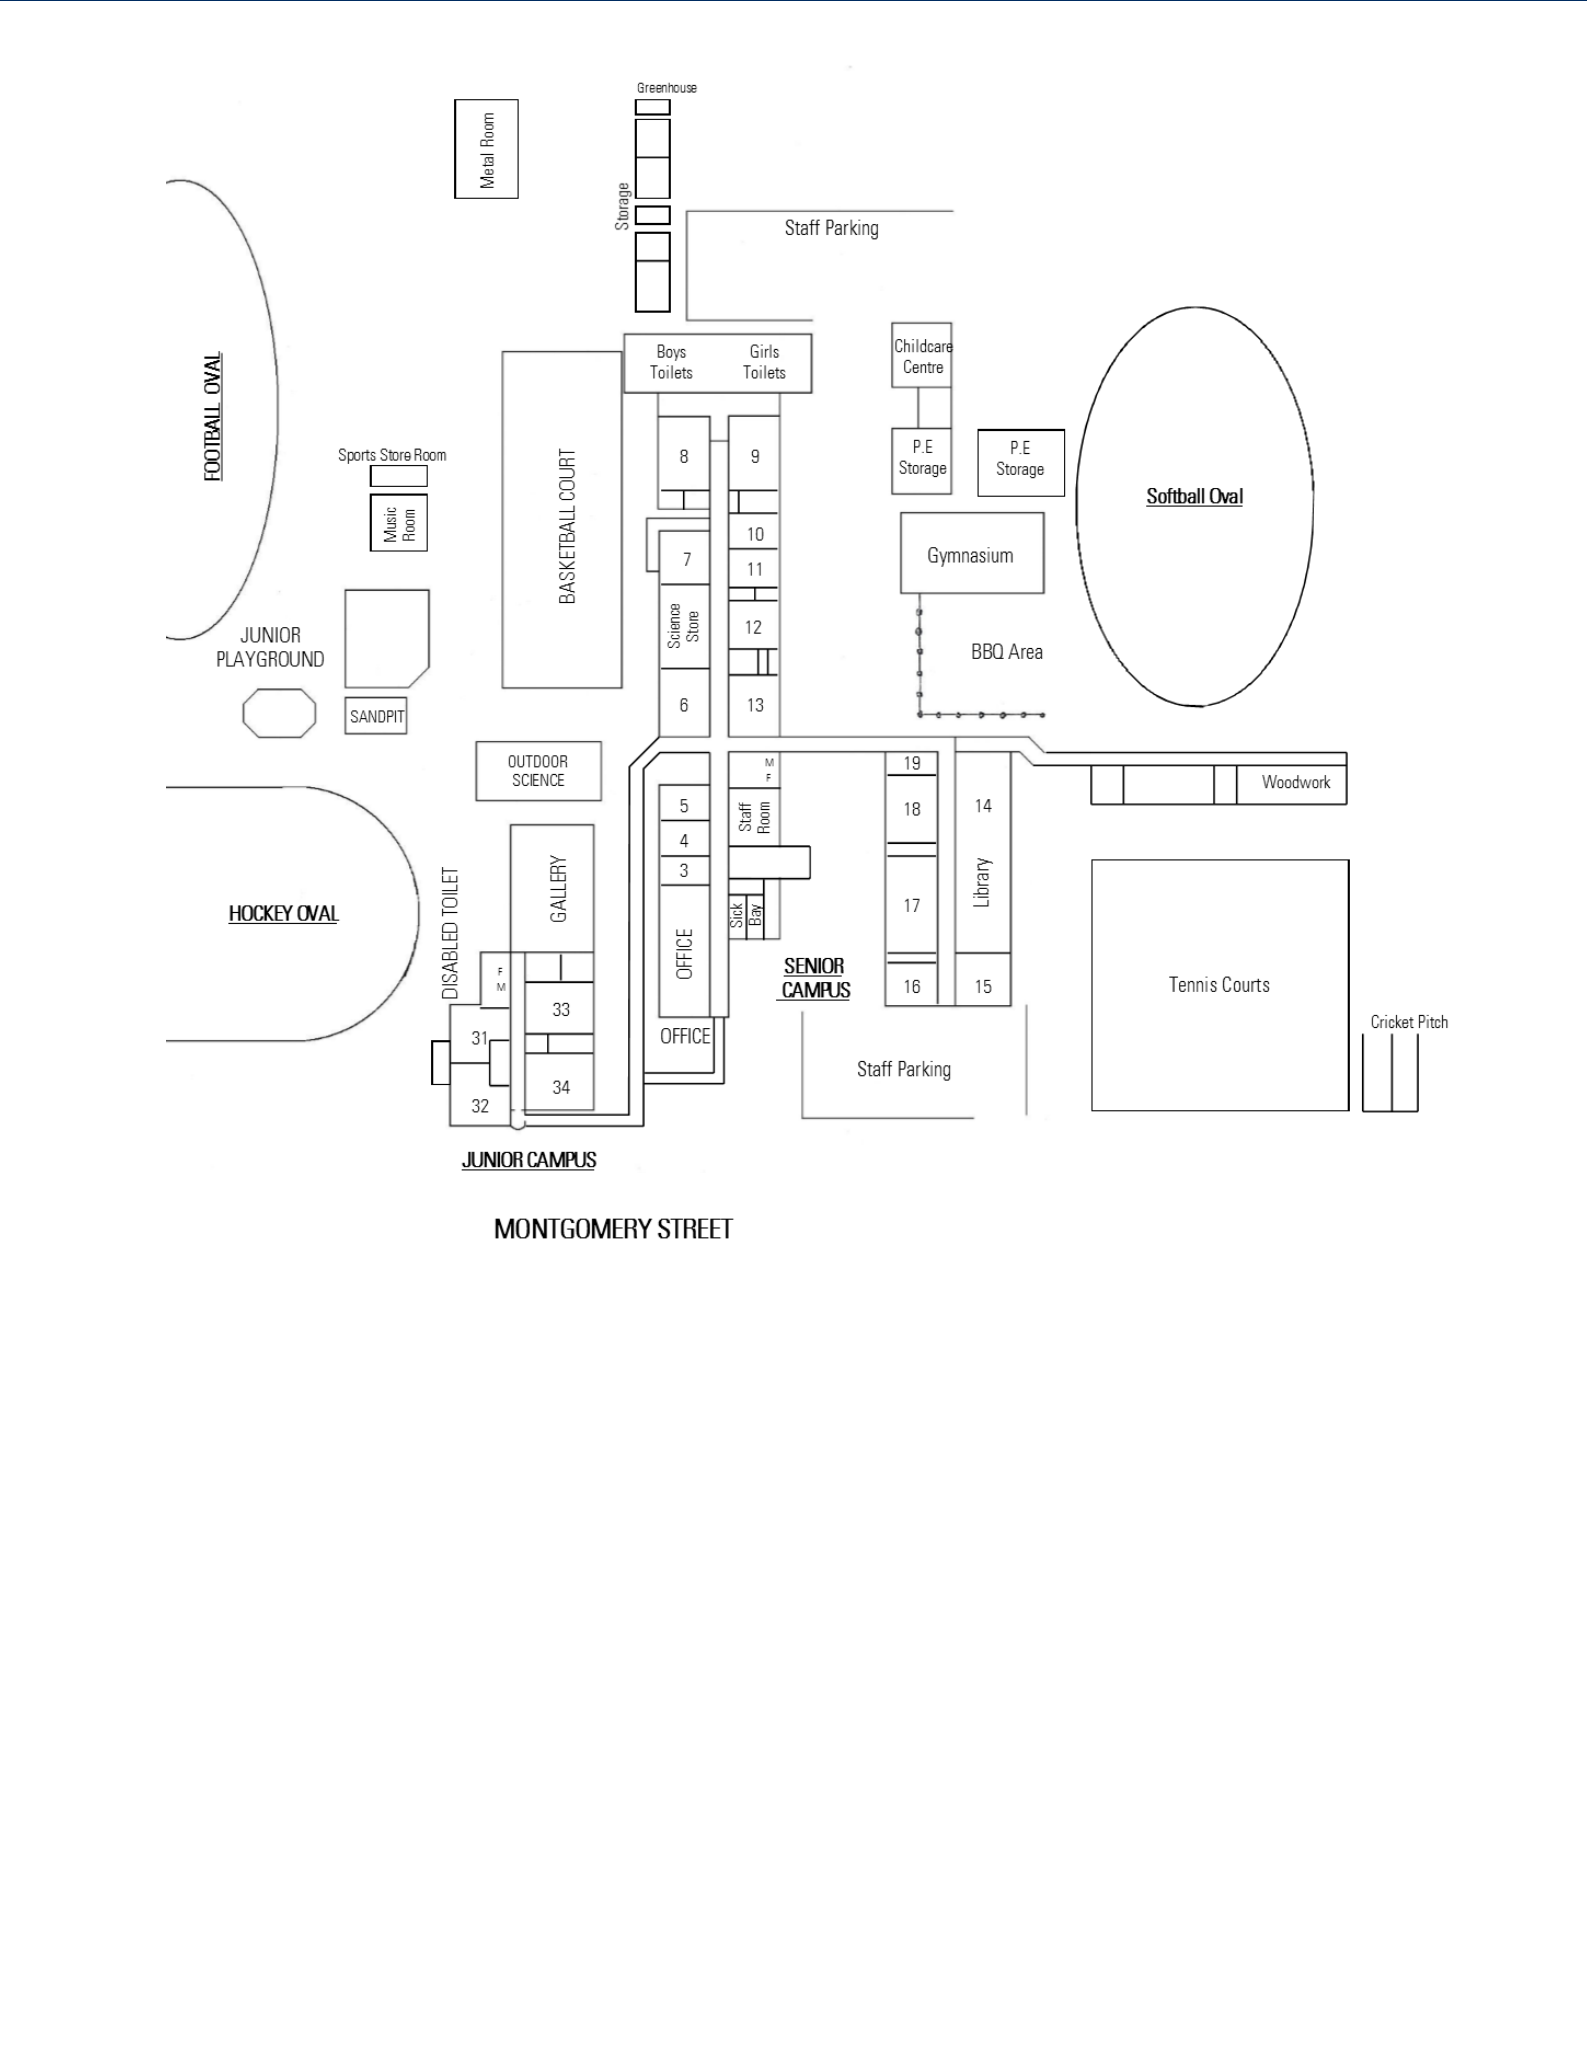 Greenhouse
Metal Room
Storage
Staff Parking
Boys
Toilets
Girls
Toilets
Childcare
Centre
FOOTBALL OVAL
Sports Store Room
Music
Room
BASKETBALL COURT
8
9
P.E
Storage
P.E
Storage
Softball Oval
10
7
11
Gymnasium
Science
Store
12
JUNIOR
PLAYGROUND
BBQ Area
6
13
SANDPIT
OUTDOOR
SCIENCE
M
F
19
Woodwork
5
Staff
Room
18
14
4
3
GALLERY
Library
DISABLED TOILET
HOCKEY OVAL
OFFICE
Sick
Bay
17
SENIOR
CAMPUS
F
M
16
15
Tennis Courts
33
31
OFFICE
Cricket Pitch
34
Staff Parking
32
JUNIOR CAMPUS
MONTGOMERY STREET